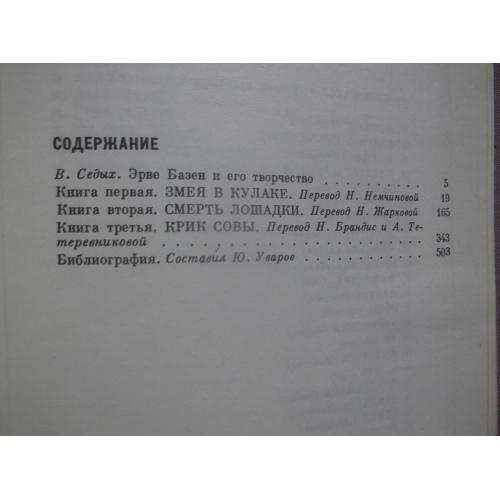 СОДЕРЖАНИЕ
В. Седых. Эрве Базен и его творчество . . . . . . . . . . 5
Книга первая. ЗМЕЯ В КУЛАКЕ. Перевод Н. Немчиновой 19
Книга вторая. СМЕРТЬ ЛОШАДКИ. Перевод Н. Жарковой 165
Книга третья. КРИК СОВЫ. Перевод Н. Брандис и А. Те-
теревниковой . . . . . . . . . . . . . . . . . . . . 343
Библиография. Составил Ю. Уваров . . . . . . . . . . . 503